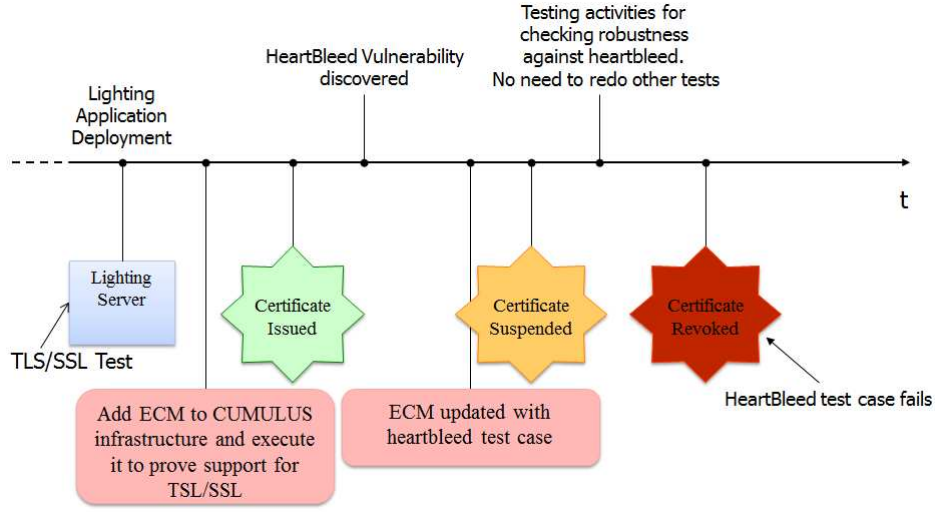 Lighting
Application
Deployment
HeartBleed Vulnerability
discovered
Testing activities for
checking robustness
against heartbleed.
No need to redo other tests
t
Lighting
Server
TLS/SSL Test
Certificate
Issued
Certificate
Suspended
Certificate
Revoked
HeartBleed test case fails
Add ECM to CUMULUS
infrastructure and execute
it to prove support for
TSL/SSL
ECM updated with
heartbleed test case